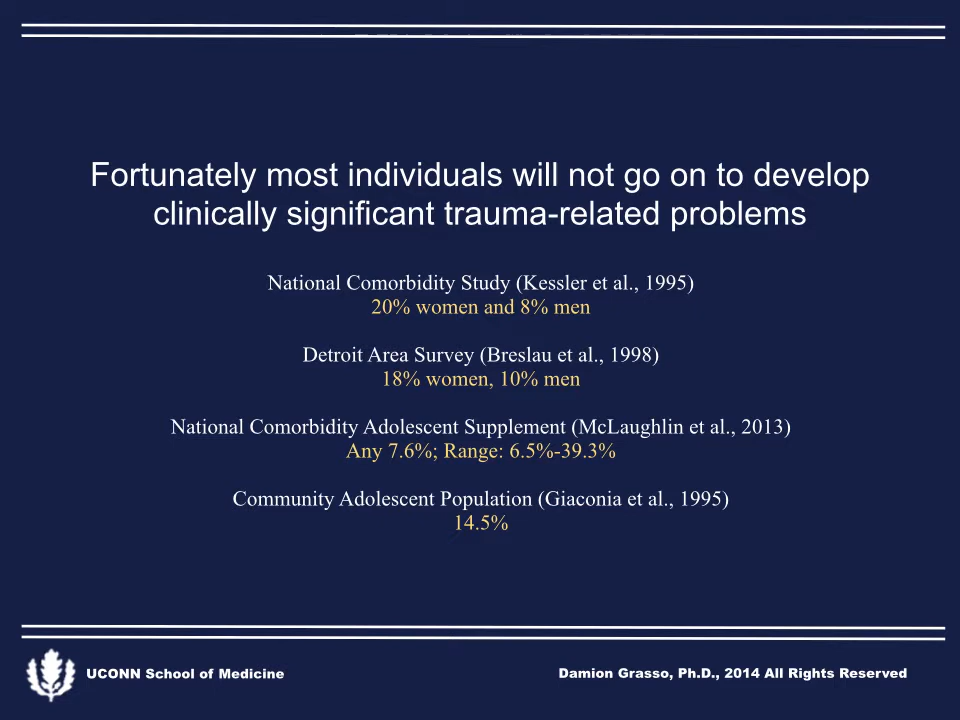 Fortunately most individuals will not go on to develop
clinically significant trauma-related problems
National Comorbidity Study (Kessler et al., 1995)
20% women and 8% men
Detroit Area Survey (Breslau et al., 1998)
18% women, 10% men
National Comorbidity Adolescent Supplement (McLaughlin et al., 2013)
Any 7.6%; Range: 6.5%-39.3%
Community Adolescent Population (Giaconia et al., 1995)
14.5%
UCONN School of Medicine
Damion Grasso, Ph.D., 2014 All Rights Reserved